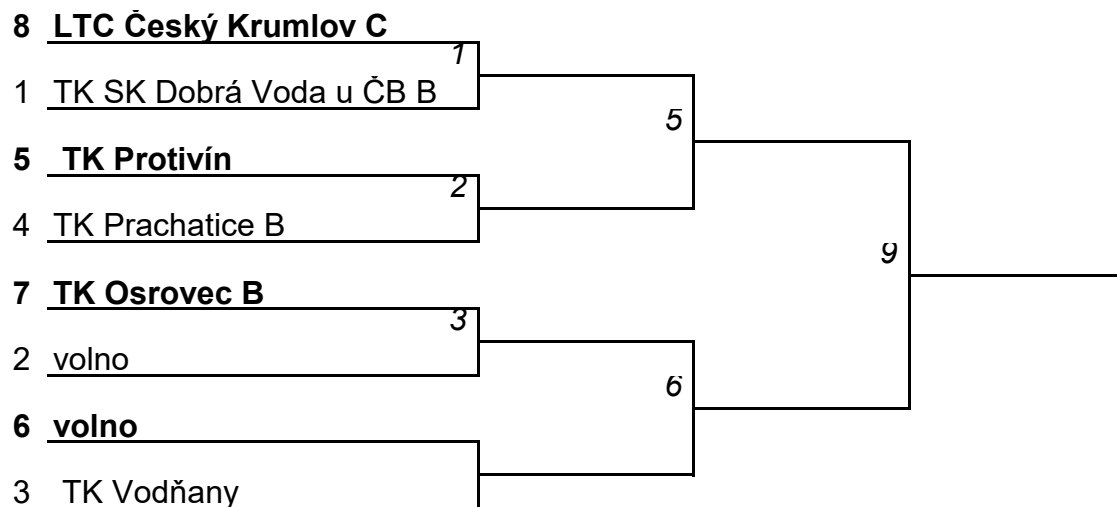 8 LTC Český Krumlov C
1
1 TK SK Dobrá Voda u ČB B
5
5 TK Protivín
2
4 TK Prachatice B
9
7 TK Osrovec B
3
2 volno
6
6 volno
3 TK Vodňany